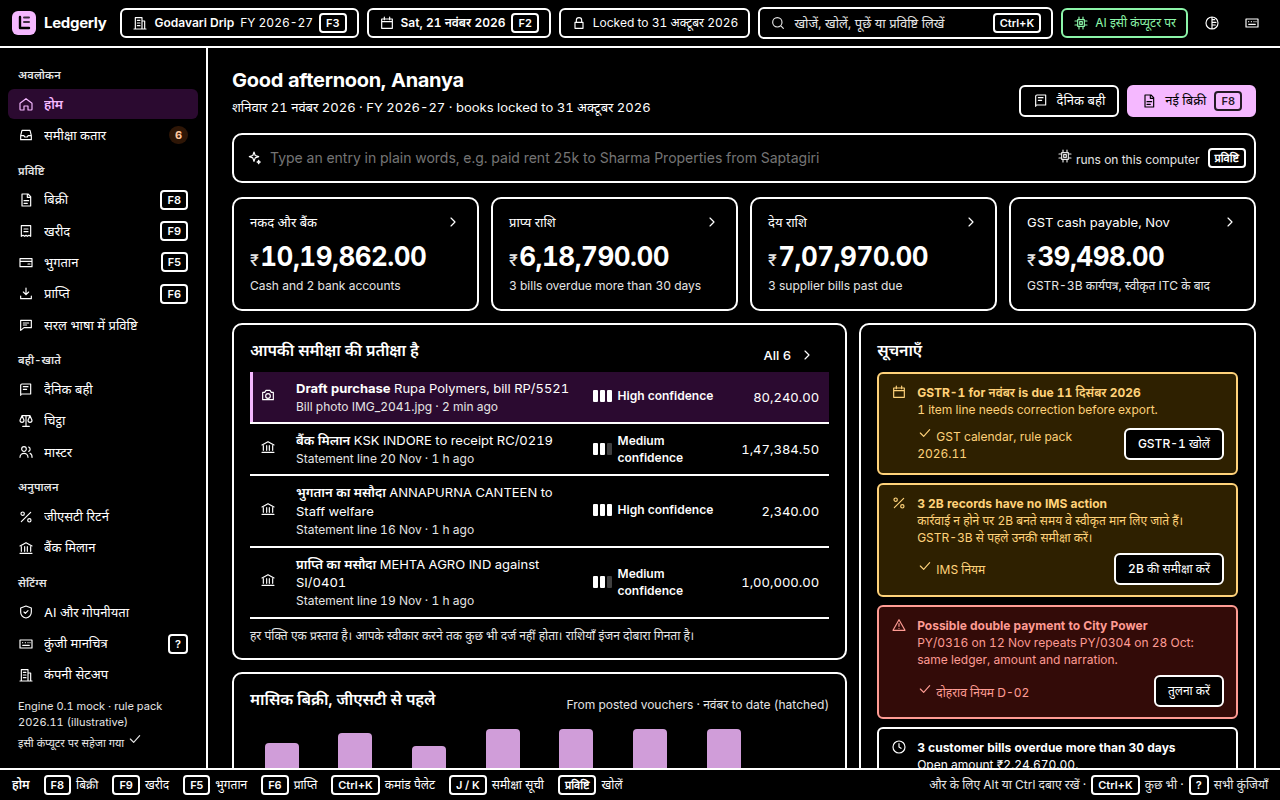 Ledgerly
Godavari Drip FY 2026-27 F3
Sat, 21 नवंबर 2026 F2
Locked to 31 अक्टूबर 2026
खोजें, खोलें, पूछें या प्रविष्टि लिखें Ctrl+K
AI इसी कंप्यूटर पर
अवलोकन
होम
समीक्षा कतार 6
प्रविष्टि
बिक्री F8
खरीद F9
भुगतान F5
प्राप्ति F6
सरल भाषा में प्रविष्टि
बही-खाते
दैनिक बही
चिट्ठा
मास्टर
अनुपालन
जीएसटी रिटर्न
बैंक मिलान
सेटिंग्स
AI और गोपनीयता
कुंजी मानचित्र ?
कंपनी सेटअप
Engine 0.1 mock · rule pack
2026.11 (illustrative)
इसी कंप्यूटर पर सहेजा गया
Good afternoon, Ananya
शनिवार 21 नवंबर 2026 · FY 2026-27 · books locked to 31 अक्टूबर 2026
दैनिक बही
नई बिक्री F8
Type an entry in plain words, e.g. paid rent 25k to Sharma Properties from Saptagiri
runs on this computer प्रविष्टि
नकद और बैंक
₹10,19,862.00
Cash and 2 bank accounts
प्राप्य राशि
₹6,18,790.00
3 bills overdue more than 30 days
देय राशि
₹7,07,970.00
3 supplier bills past due
GST cash payable, Nov
₹39,498.00
GSTR-3B कार्यपत्र, स्वीकृत ITC के बाद
आपकी समीक्षा की प्रतीक्षा है
All 6
Draft purchase Rupa Polymers, bill RP/5521
Bill photo IMG_2041.jpg · 2 min ago
High confidence
80,240.00
बैंक मिलान KSK INDORE to receipt RC/0219
Statement line 20 Nov · 1 h ago
Medium
confidence
1,47,384.50
भुगतान का मसौदा ANNAPURNA CANTEEN to
Staff welfare
Statement line 16 Nov · 1 h ago
High confidence
2,340.00
प्राप्ति का मसौदा MEHTA AGRO IND against
SI/0401
Statement line 19 Nov · 1 h ago
Medium
confidence
1,00,000.00
हर पंक्ति एक प्रस्ताव है। आपके स्वीकार करने तक कुछ भी दर्ज नहीं होता। राशियाँ इंजन दोबारा गिनता है.
मासिक बिक्री, जीएसटी से पहले
From posted vouchers · नवंबर to date (hatched)
सूचनाएँ
GSTR-1 for नवंबर is due 11 दिसंबर 2026
1 item line needs correction before export.
GST calendar, rule pack
2026.11
GSTR-1 खोलें
3 2B records have no IMS action
कार्रवाई न होने पर 2B बनते समय वे स्वीकृत मान लिए जाते हैं।
GSTR-3B से पहले उनकी समीक्षा करें।
IMS नियम
2B की समीक्षा करें
Possible double payment to City Power
PY/0316 on 12 Nov repeats PY/0304 on 28 Oct:
same ledger, amount and narration.
दोहराव नियम D-02
तुलना करें
3 customer bills overdue more than 30 days
Open amount ₹2,24,670.00.
होम F8 बिक्री F9 खरीद F5 भुगतान F6 प्राप्ति Ctrl+K कमांड पैलेट J / K समीक्षा सूची प्रविष्टि खोलें
और के लिए Alt या Ctrl दबाए रखें · Ctrl+K कुछ भी · ? सभी कुंजियाँ